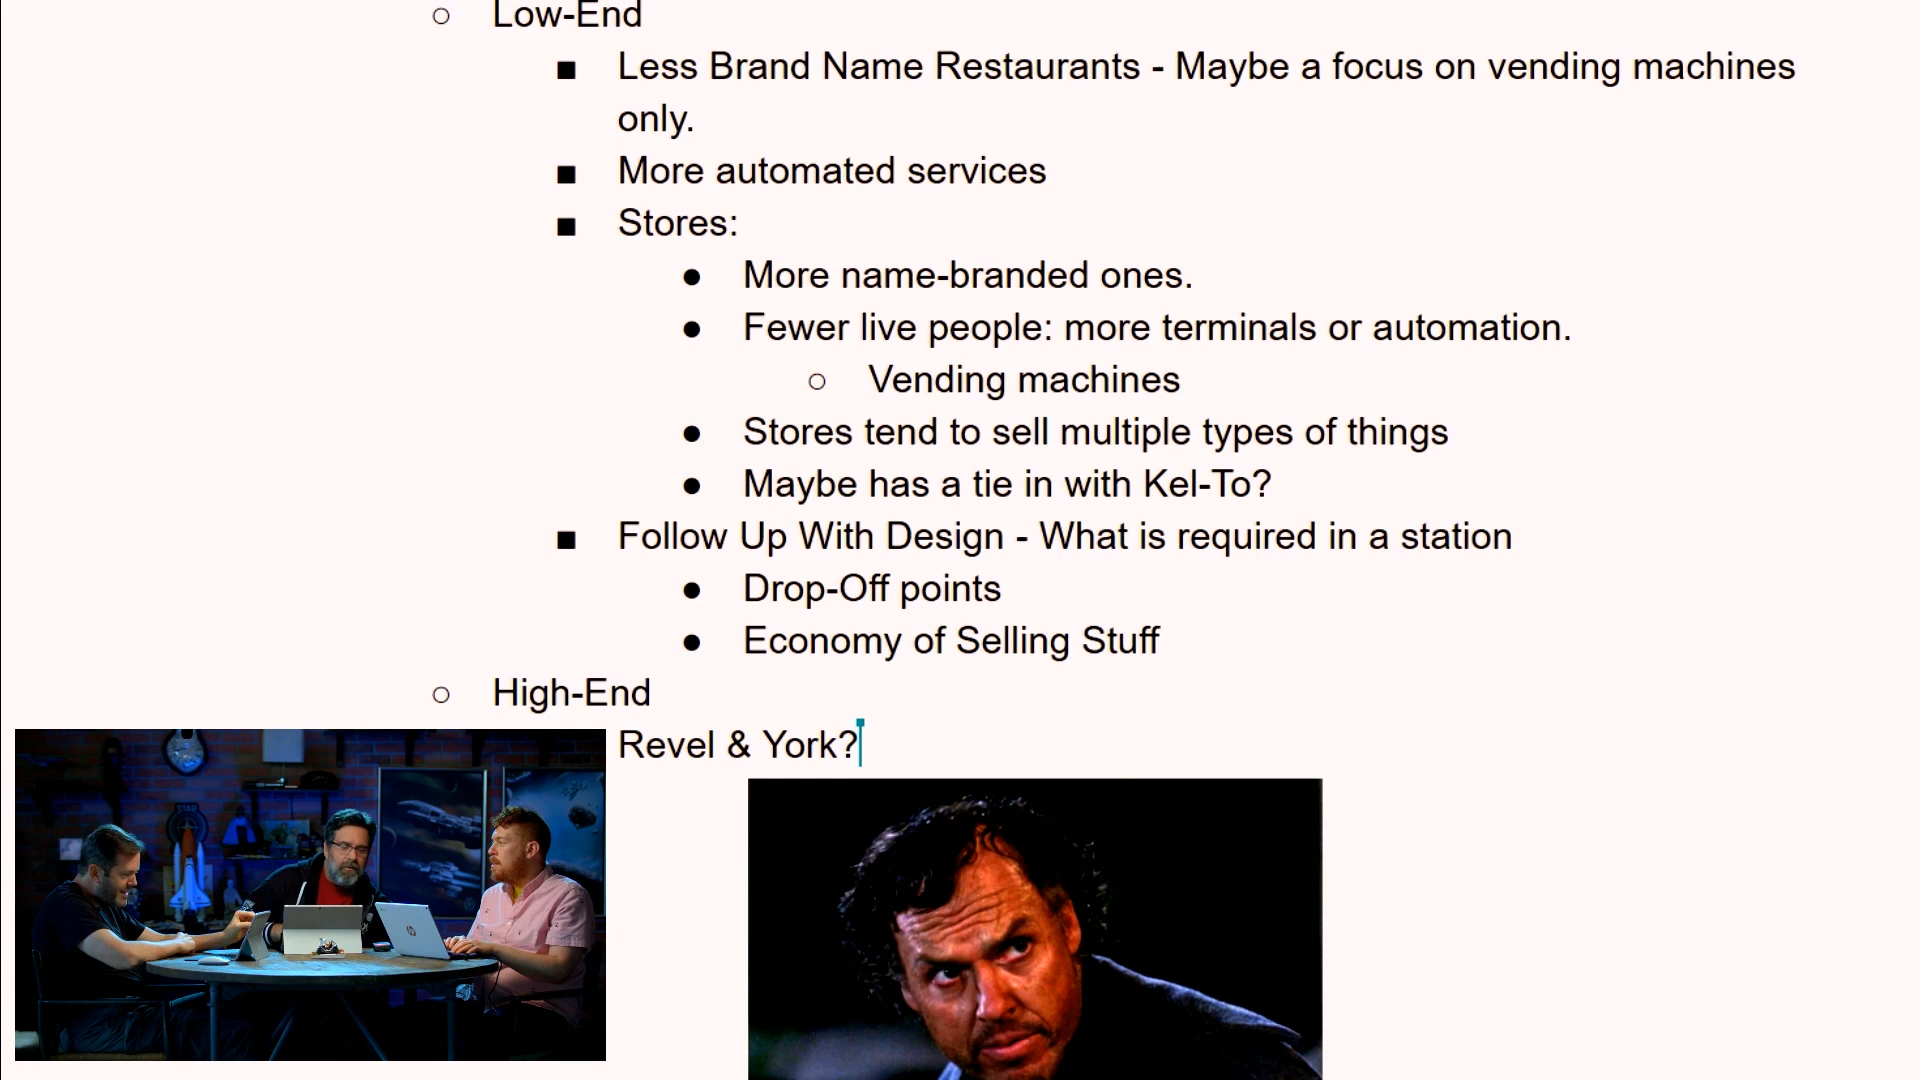 Low-End
Less Brand Name Restaurants - Maybe a focus on vending machines
only.
More automated services
Stores:
More name-branded ones.
Fewer live people: more terminals or automation.
Vending machines
Stores tend to sell multiple types of things
Maybe has a tie in with Kel-To?
Follow Up With Design - What is required in a station
Drop-Off points
Economy of Selling Stuff
High-End
Revel & York?
STAR
hp